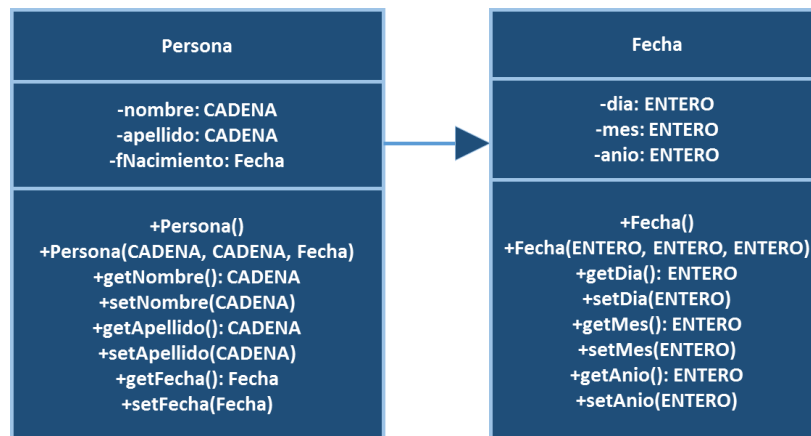 Persona
-nombre: CADENA
-apellido: CADENA
-fNacimiento: Fecha
+Persona()
+Persona(CADENA, CADENA, Fecha)
+getNombre(): CADENA
+setNombre(CADENA)
+getApellido(): CADENA
+setApellido(CADENA)
+getFecha(): Fecha
+setFecha(Fecha)
Fecha
-dia: ENTERO
-mes: ENTERO
-anio: ENTERO
+Fecha()
+Fecha(ENTERO, ENTERO, ENTERO)
+getDia(): ENTERO
+setDia(ENTERO)
+getMes(): ENTERO
+setMes(ENTERO)
+getAnio(): ENTERO
+setAnio(ENTERO)